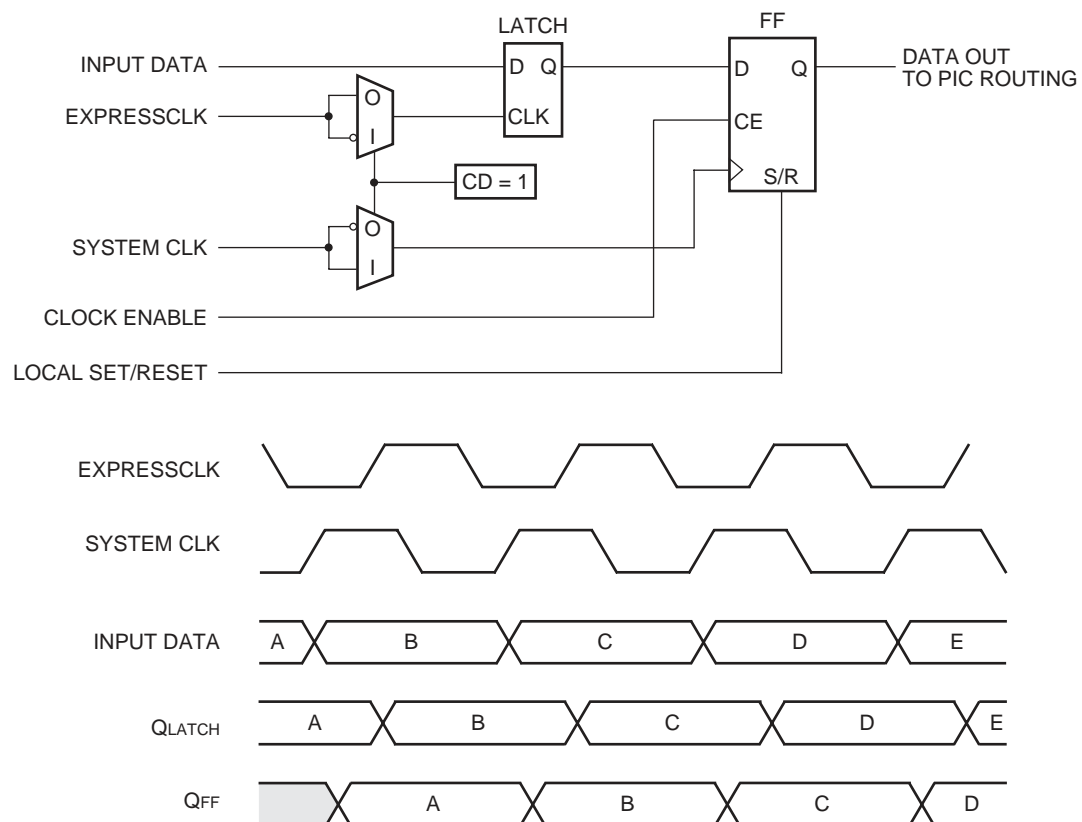 LATCH
FF
INPUT DATA
D Q
D Q
DATA OUT
TO PIC ROUTING
O
EXPRESSCLK
CLK
CE
I
CD = 1
S/R
O
SYSTEM CLK
I
CLOCK ENABLE
LOCAL SET/RESET
EXPRESSCLK
SYSTEM CLK
INPUT DATA A B C D E
QLATCH A B C D E
QFF A B C D